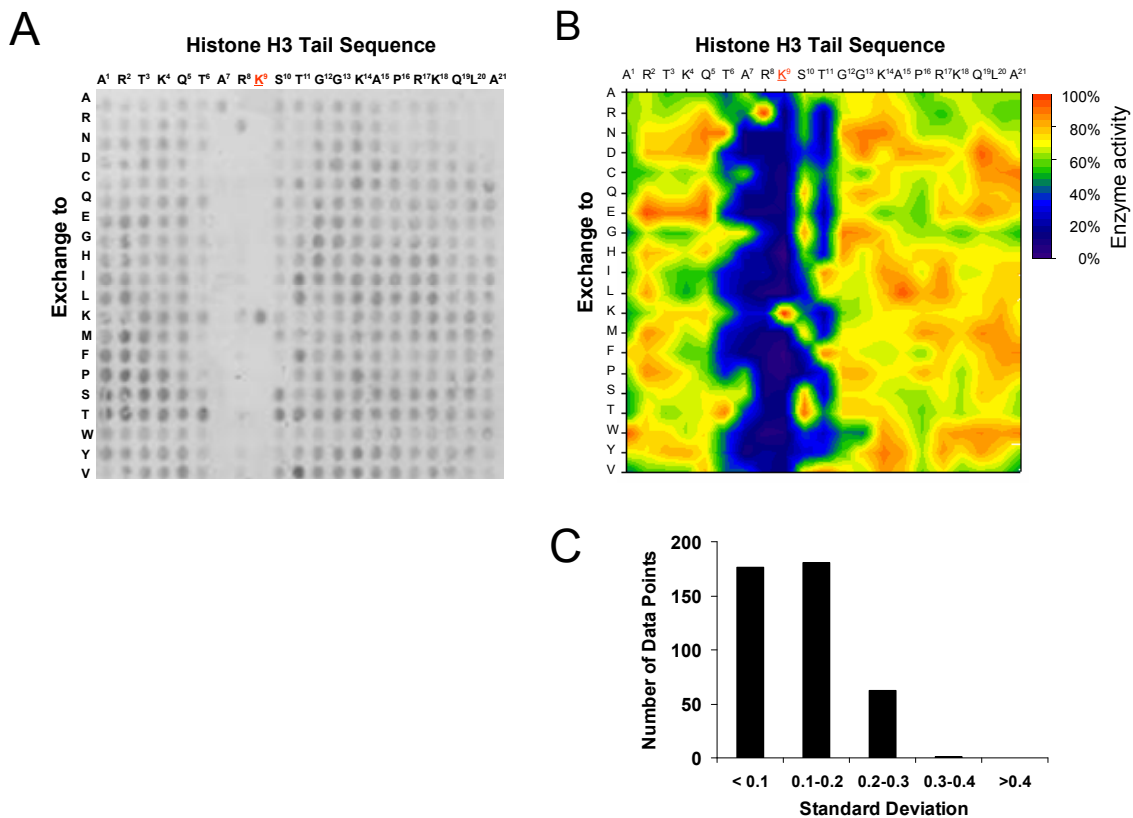 A
Histone H3 Tail Sequence
A¹ R² T³ K⁴ Q⁵ T⁶ A⁷ R⁸ K⁹ S¹⁰ T¹¹ G¹² G¹³ K¹⁴ A¹⁵ P¹⁶ R¹⁷ K¹⁸ Q¹⁹ L²⁰ A²¹
Exchange to
A
R
N
D
C
Q
E
G
H
I
L
K
M
F
P
S
T
W
Y
V
B
Histone H3 Tail Sequence
A¹ R² T³ K⁴ Q⁵ T⁶ A⁷ R⁸ K⁹ S¹⁰ T¹¹ G¹² G¹³ K¹⁴ A¹⁵ P¹⁶ R¹⁷ K¹⁸ Q¹⁹ L²⁰ A²¹
Exchange to
A
R
N
D
C
Q
E
G
H
I
L
K
M
F
P
S
T
W
Y
V
100%
80%
60%
40%
20%
0%
Enzyme activity
C
Number of Data Points
200
150
100
50
0
< 0.1 0.1-0.2 0.2-0.3 0.3-0.4 >0.4
Standard Deviation